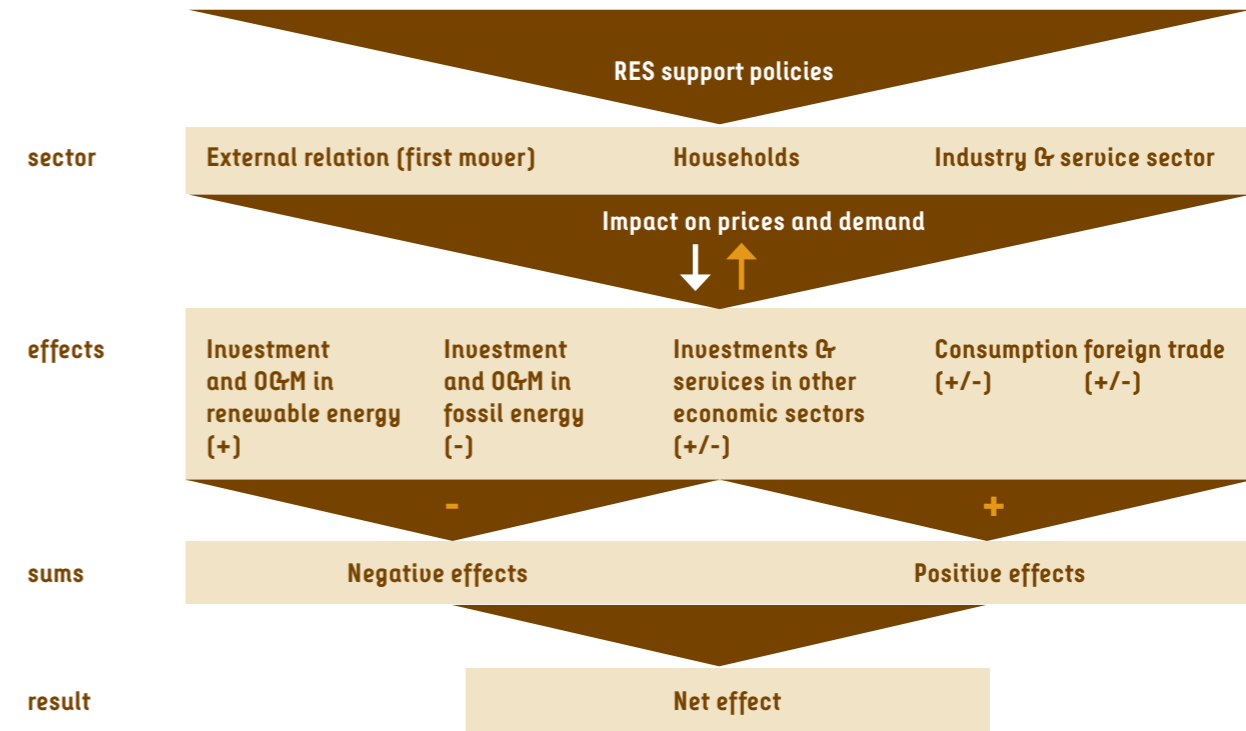 RES support policies
sector External relation (first mover) Households Industry & service sector
Impact on prices and demand
effects Investment Investment Investments & Consumption foreign trade
and O&M in and O&M in services in other (+/-) (+/-)
renewable energy fossil energy economic sectors
(+) (-) (+/-)
- +
sums Negative effects Positive effects
result Net effect